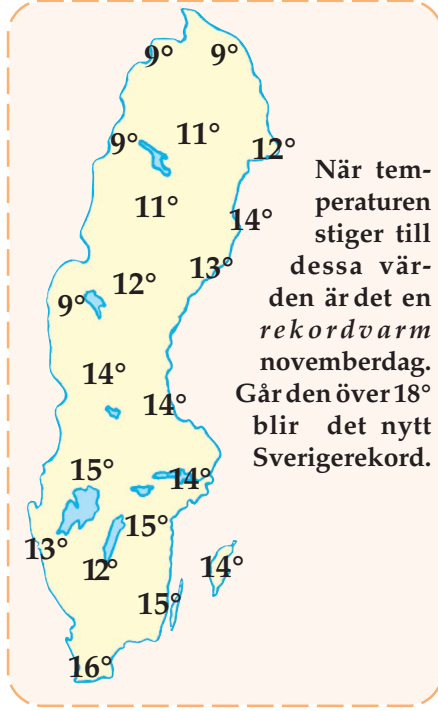 9° 9°
9° 11° 12°
11° 14°
13°
9° 12°
14°
14°
15° 14°
15°
13° 12° 14°
15°
16°
När tem-
peraturen
stiger till
dessa vär-
den är det en
rekordvarm
novemberdag.
Går den över 18°
blir det nytt
Sverigerekord.